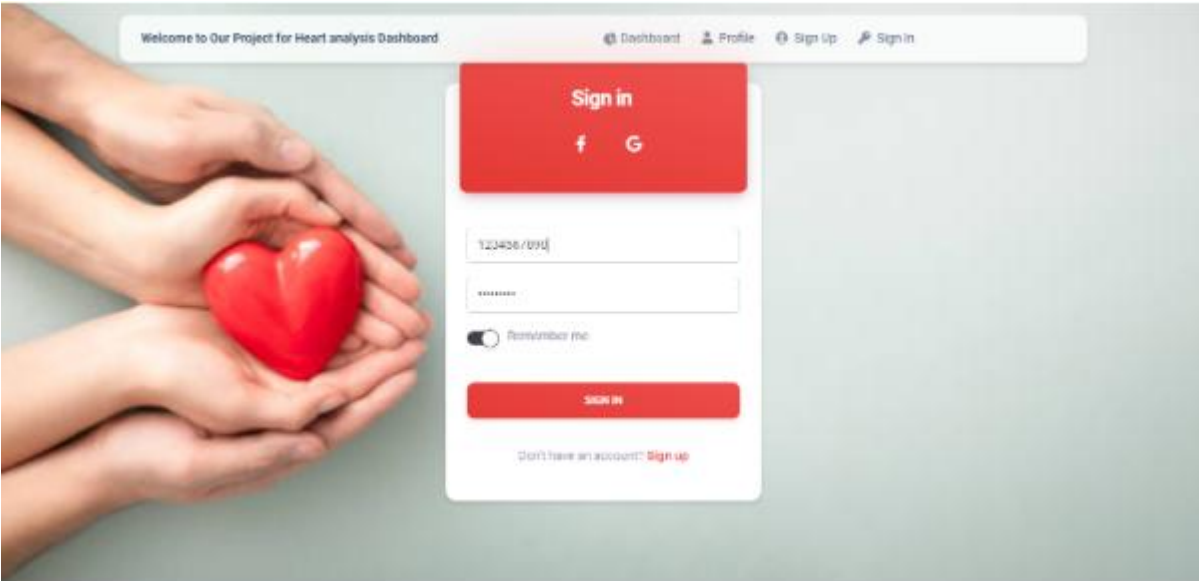 Welcome to Our Project for Heart analysis Dashboard
Dashboard Profile Sign Up Sign In
Sign in
f G
1234567890
Remember me
SIGN IN
Don't have an account? Sign up